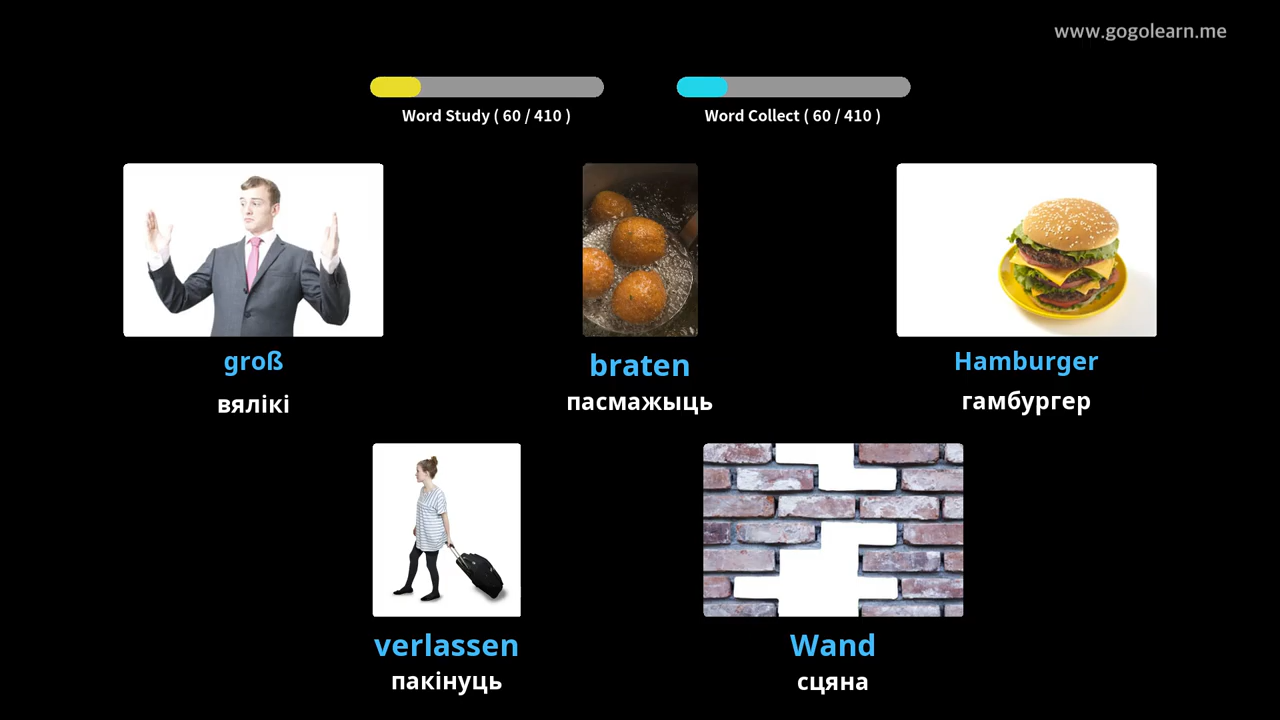 www.gogolearn.me
Word Study ( 60 / 410 )
Word Collect ( 60 / 410 )
groß
вялікі
braten
пасмажыць
Hamburger
гамбургер
verlassen
пакінуць
Wand
сцяна